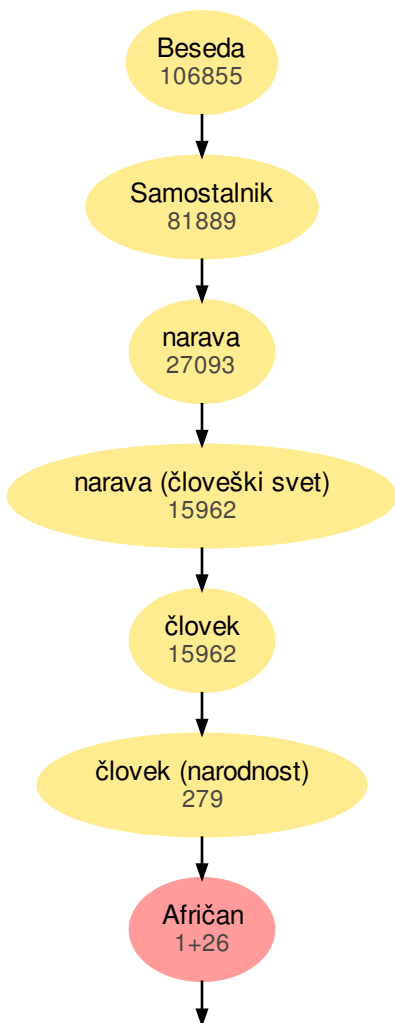 Beseda
106855
Samostalnik
81889
narava
27093
narava (človeški svet)
15962
človek
15962
človek (narodnost)
279
Afričan
1+26